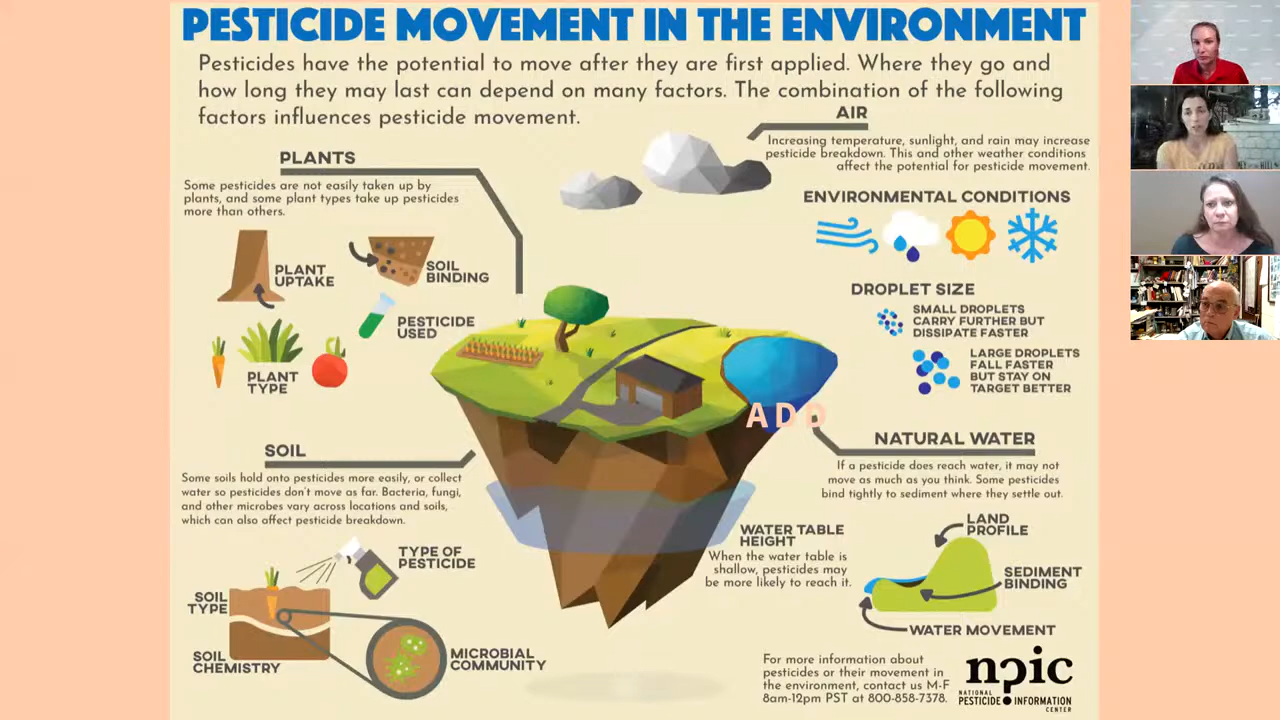 PESTICIDE MOVEMENT IN THE ENVIRONMENT
Pesticides have the potential to move after they are first applied. Where they go and
how long they may last can depend on many factors. The combination of the following
factors influences pesticide movement.
AIR
Increasing temperature, sunlight, and rain may increase
pesticide breakdown. This and other weather conditions
affect the potential for pesticide movement.
PLANTS
Some pesticides are not easily taken up by
plants, and some plant types take up pesticides
more than others.
PLANT
UPTAKE
SOIL
BINDING
PESTICIDE
USED
PLANT
TYPE
ENVIRONMENTAL CONDITIONS
DROPLET SIZE
SMALL DROPLETS
CARRY FURTHER BUT
DISSIPATE FASTER
LARGE DROPLETS
FALL FASTER
BUT STAY ON
TARGET BETTER
ADD
SOIL
Some soils hold onto pesticides more easily, or collect
water so pesticides don't move as far. Bacteria, fungi,
and other microbes vary across locations and soils,
which can also affect pesticide breakdown.
TYPE OF
PESTICIDE
SOIL
TYPE
SOIL
CHEMISTRY
MICROBIAL
COMMUNITY
NATURAL WATER
If a pesticide does reach water, it may not
move as much as you think. Some pesticides
bind tightly to sediment where they settle out.
WATER TABLE
HEIGHT
When the water table is
shallow, pesticides may
be more likely to reach it.
LAND
PROFILE
SEDIMENT
BINDING
WATER MOVEMENT
For more information about
pesticides or their movement in
the environment, contact us M-F
8am-12pm PST at 800-858-7378.
npic
NATIONAL
PESTICIDE INFORMATION
CENTER